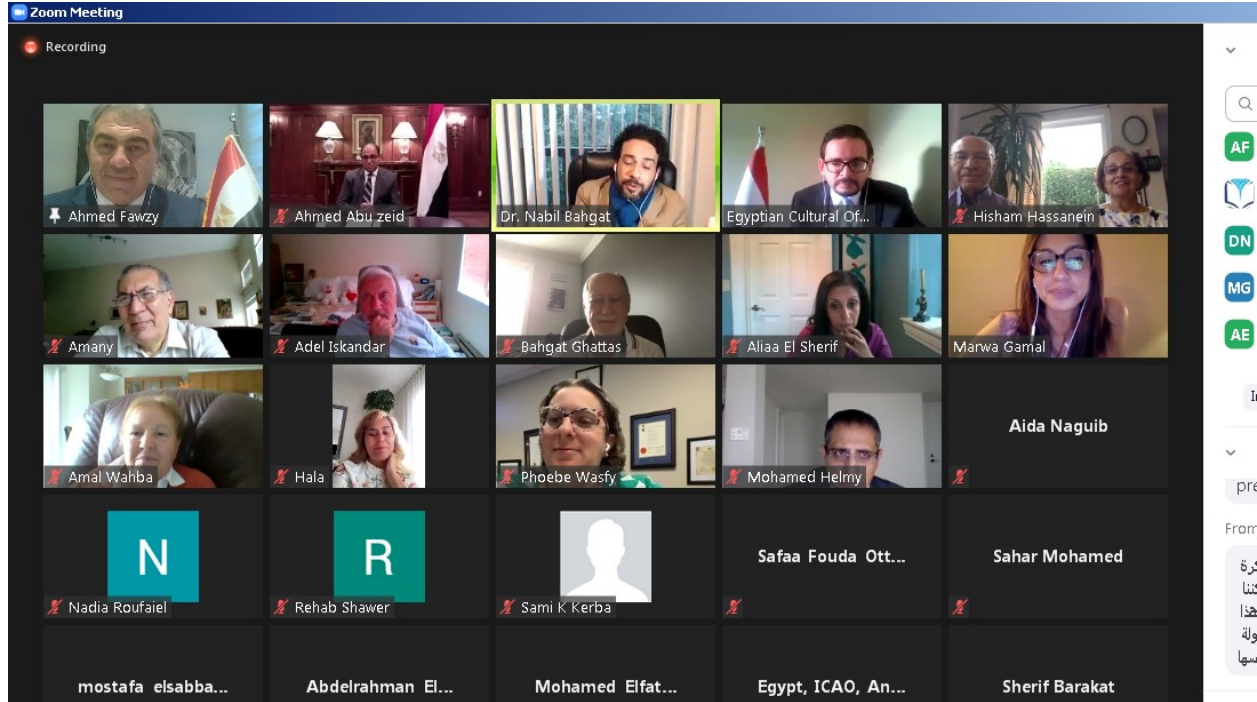 Zoom Meeting
Recording
Ahmed Fawzy
Ahmed Abu zeid
Dr. Nabil Bahgat
Egyptian Cultural Of...
Hisham Hassanein
Amany
Adel Iskandar
Bahgat Ghattas
Aliaa El Sherif
Marwa Gamal
Amal Wahba
Hala
Phoebe Wasfy
Mohamed Helmy
Aida Naguib
N
Nadia Roufaiel
R
Rehab Shawer
Sami K Kerba
Safaa Fouda Ott...
Sahar Mohamed
mostafa elsabba...
Abdelrahman El...
Mohamed Elfat...
Egypt, ICAO, An...
Sherif Barakat
AF
DN
MG
AE